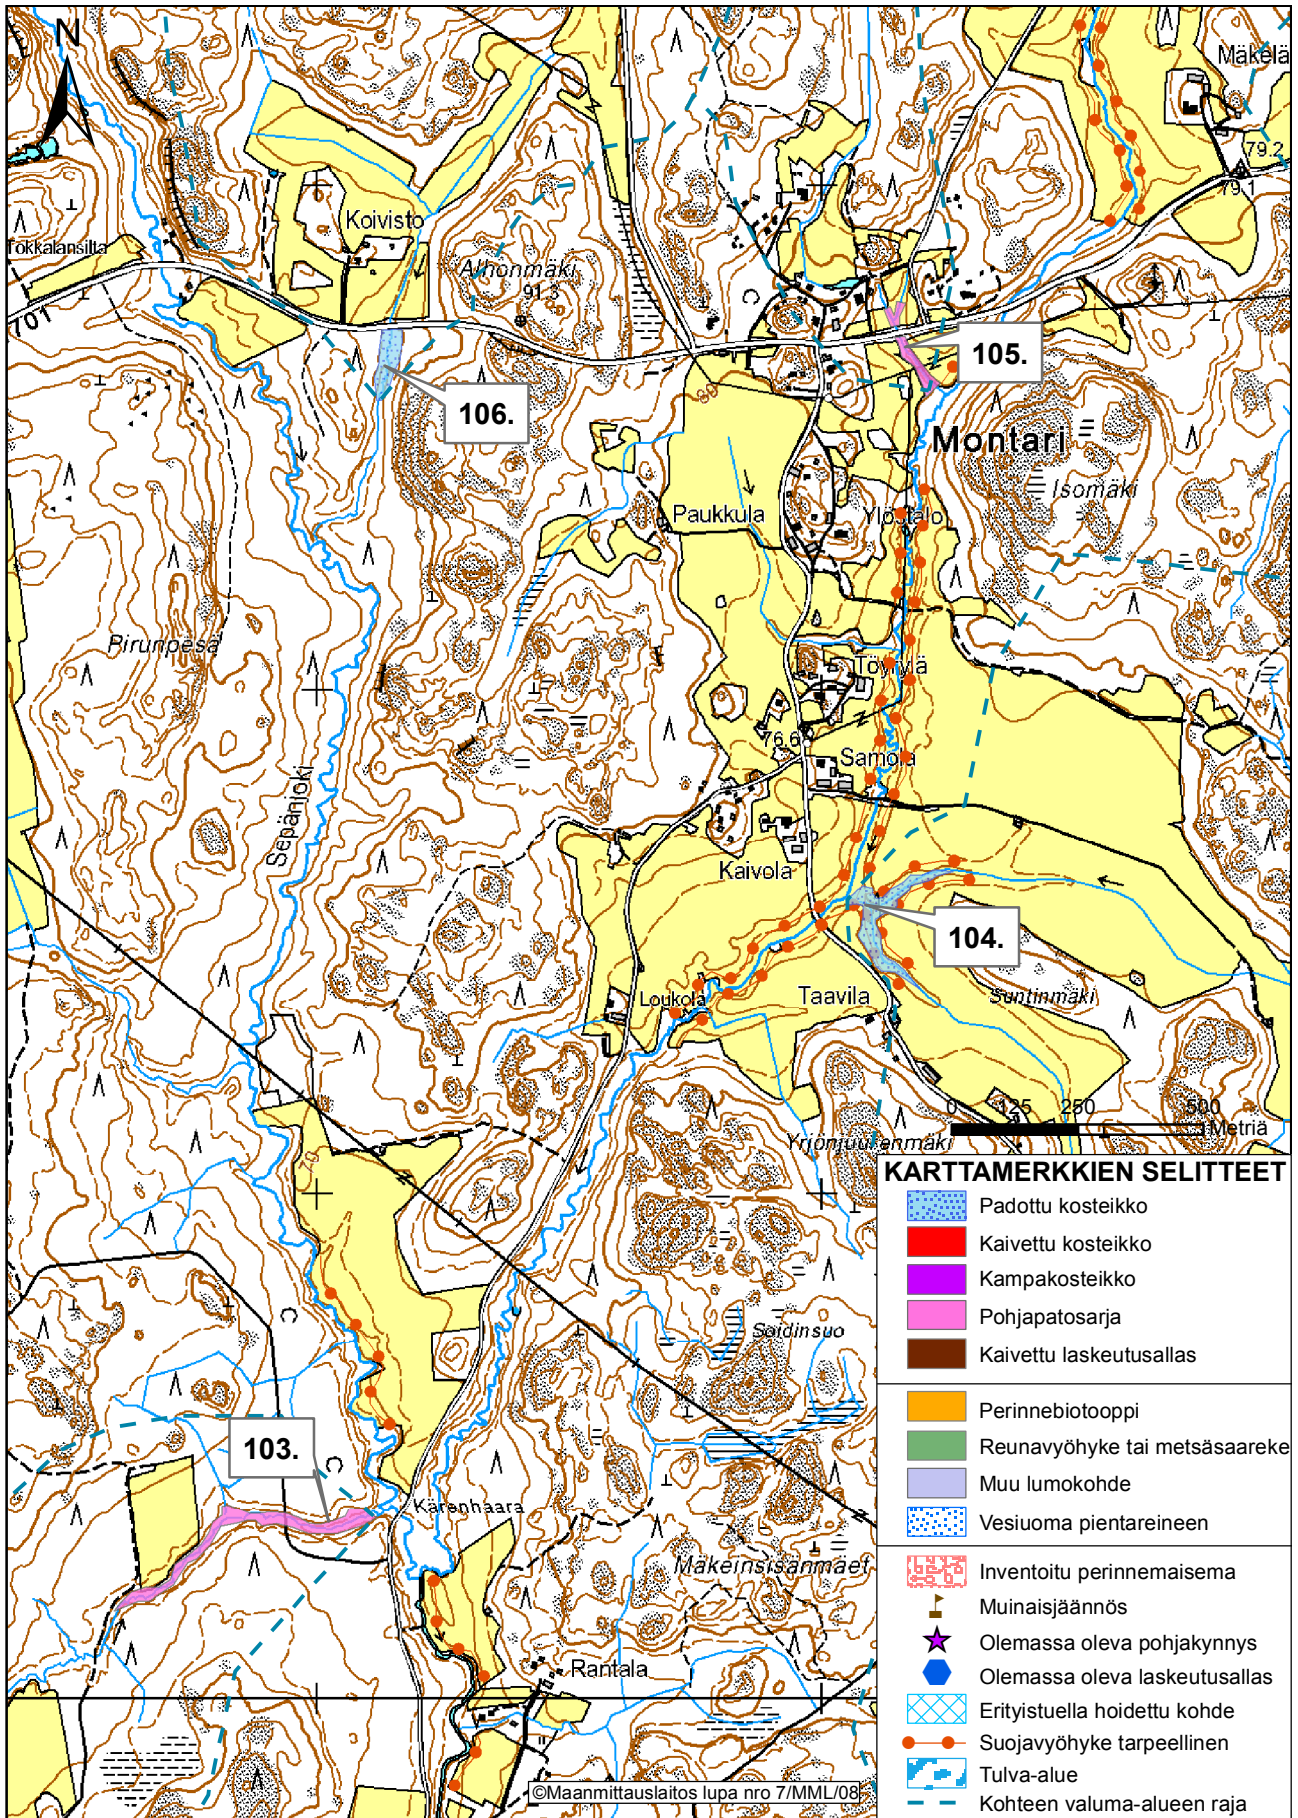 N
Mäkelä
79.2
79.1
Koivisto
Tokkalansilta
Alhonmäki
91.3
701
105.
106.
80
Montari
Isomäki
Paukkula
Ylöstalo
Pirunpesä
Töyrylä
76.6
Samola
Sepänjoki
Kaivola
104.
Loukola
Taavila
Suntinmäki
0 125 250 500
Metriä
Yrjönjuurenmäki
70
KARTTAMERKKIEN SELITTEET
Padottu kosteikko
Kaivettu kosteikko
Kampakosteikko
Pohjapatosarja
Kaivettu laskeutusallas
Soidinsuo
Perinnebiotooppi
Reunavyöhyke tai metsäsaareke
Muu lumokohde
Vesiuoma pientareineen
103.
Kärenhaara
Makeinsisänmäet
Inventoitu perinnemaisema
Muinaisjäännös
Olemassa oleva pohjakynnys
Olemassa oleva laskeutusallas
Erityistuella hoidettu kohde
Suojavyöhyke tarpeellinen
Tulva-alue
Kohteen valuma-alueen raja
Rantala
©Maanmittauslaitos lupa nro 7/MML/08